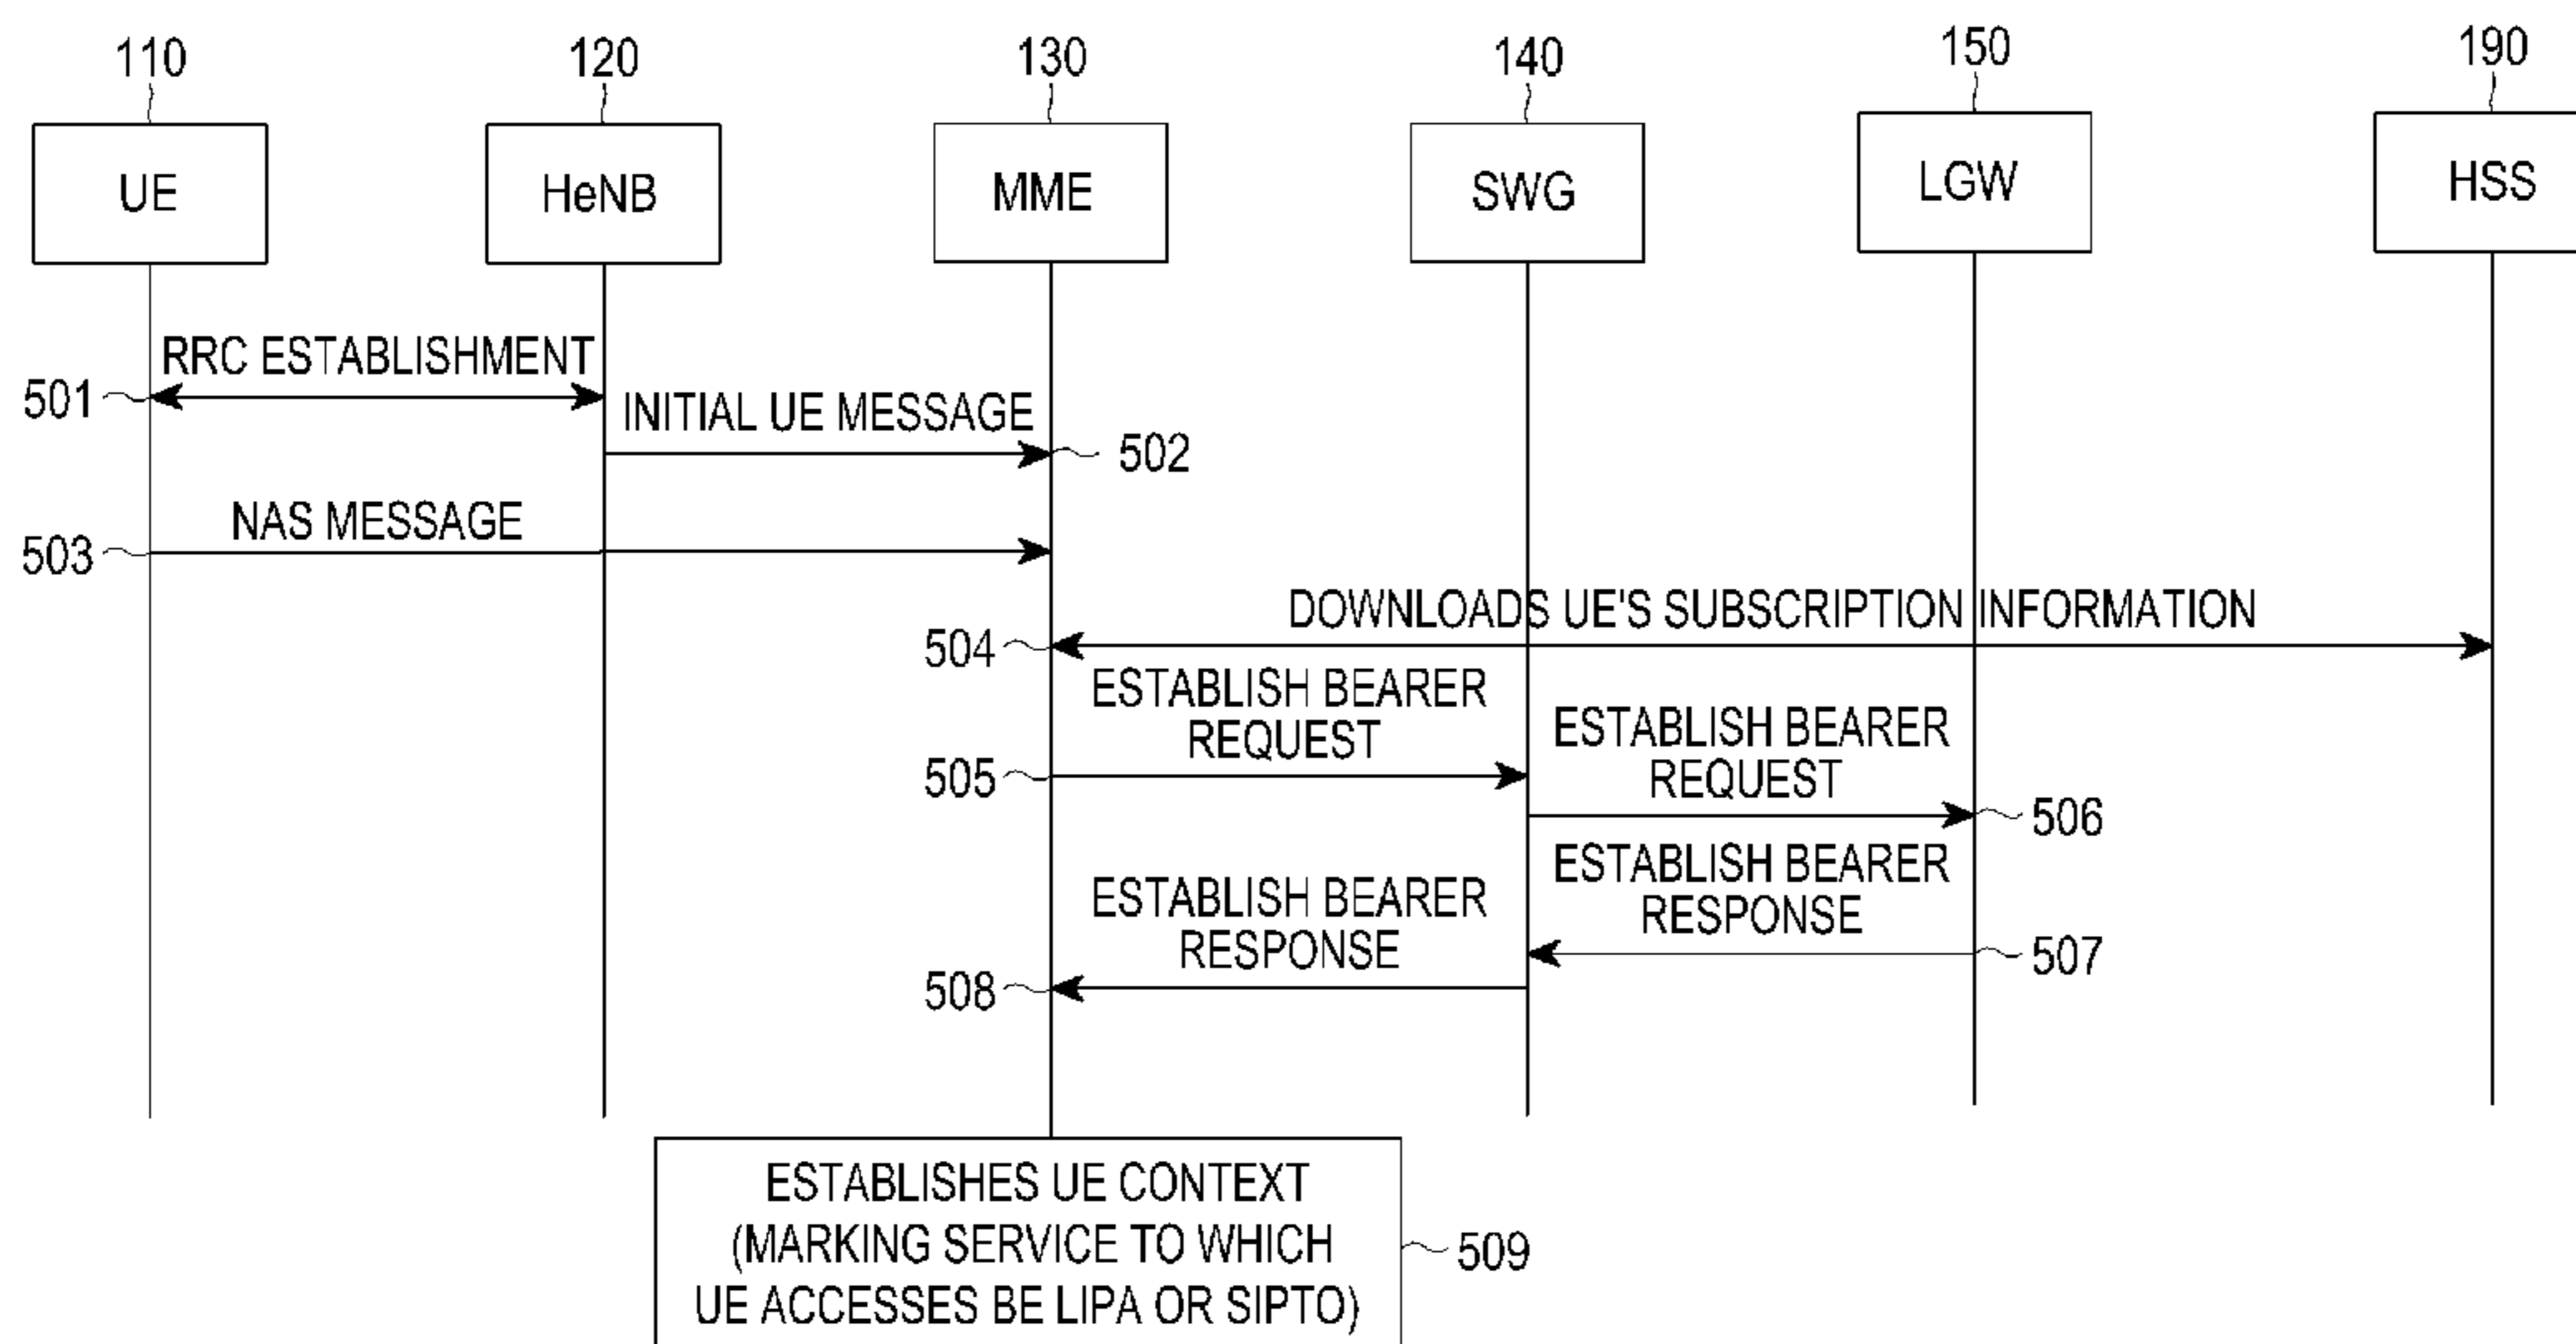 110
120
130
140
150
190
UE
HeNB
MME
SWG
LGW
HSS
RRC ESTABLISHMENT
501
INITIAL UE MESSAGE
502
NAS MESSAGE
503
DOWNLOADS UE'S SUBSCRIPTION INFORMATION
504
ESTABLISH BEARER
REQUEST
505
ESTABLISH BEARER
REQUEST
506
ESTABLISH BEARER
RESPONSE
507
ESTABLISH BEARER
RESPONSE
508
ESTABLISHES UE CONTEXT
(MARKING SERVICE TO WHICH
UE ACCESSES BE LIPA OR SIPTO)
509